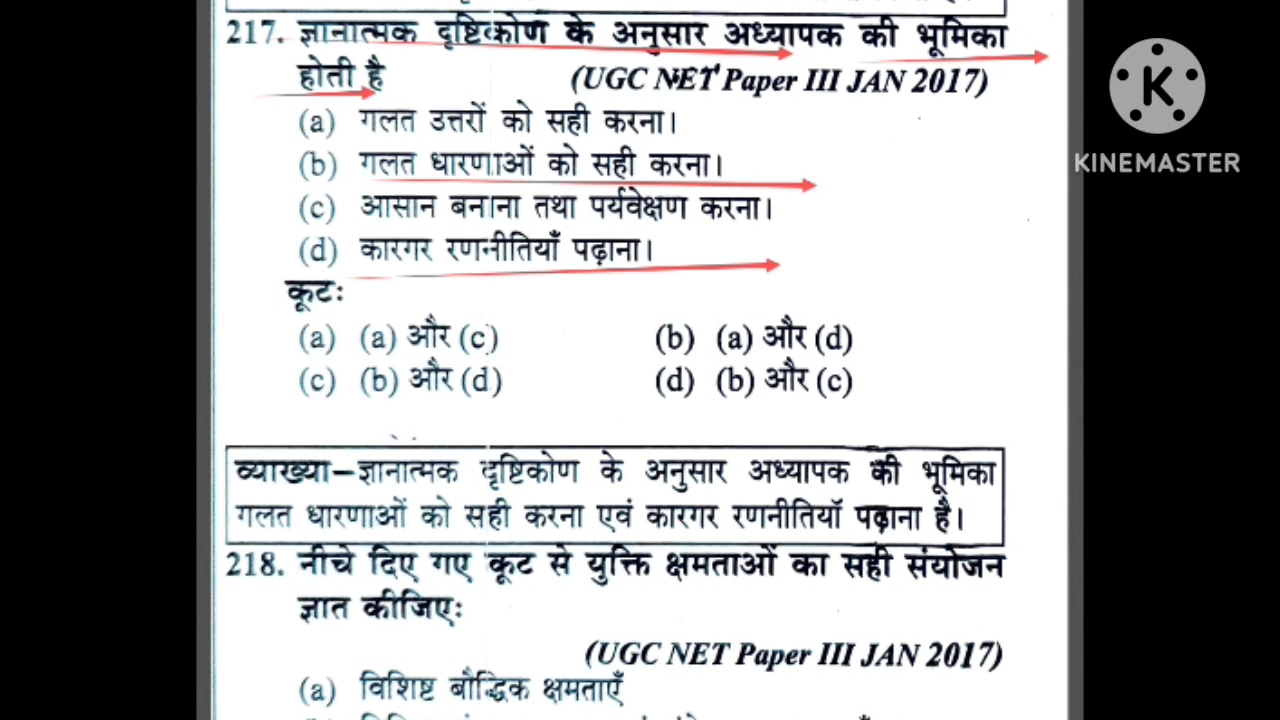 217. ज्ञानात्मक दृष्टिकोण के अनुसार अध्यापक की भूमिका
होती है (UGC NET Paper III JAN 2017)
(a) गलत उत्तरों को सही करना।
(b) गलत धारणाओं को सही करना।
(c) आसान बनाना तथा पर्यवेक्षण करना।
(d) कारगर रणनीतियाँ पढ़ाना।
कूटः
(a) (a) और (c) (b) (a) और (d)
(c) (b) और (d) (d) (b) और (c)
व्याख्या–ज्ञानात्मक दृष्टिकोण के अनुसार अध्यापक की भूमिका
गलत धारणाओं को सही करना एवं कारगर रणनीतियॉ पढ़ाना है।
218. नीचे दिए गए कूट से युक्ति क्षमताओं का सही संयोजन
ज्ञात कीजिएः
(UGC NET Paper III JAN 2017)
(a) विशिष्ट बौद्धिक क्षमताएँ
K
KINEMASTER